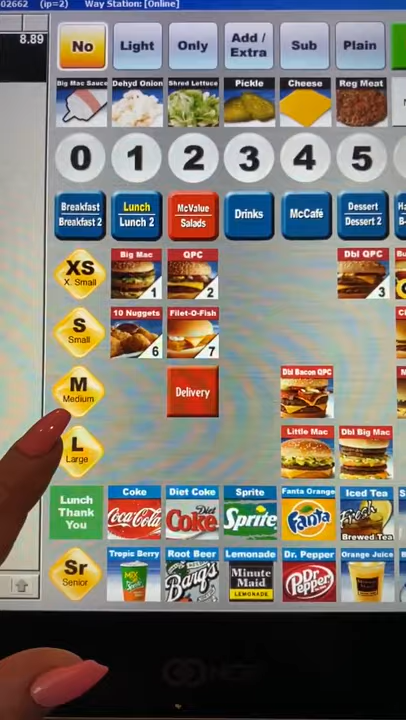 02662 (ip=2) Way Station: [Online]
8.89
No
Light
Only
Add /
Extra
Sub
Plain
Big Mac Sauce
Dehyd Onion
Shred Lettuce
Pickle
Cheese
Reg Meat
0
1
2
3
4
5
Breakfast
Breakfast 2
Lunch
Lunch 2
McValue
Salads
Drinks
McCafé
Dessert
Dessert 2
XS
X. Small
Big Mac
1
QPC
2
Dbl QPC
3
S
Small
10 Nuggets
6
Filet-O-Fish
7
M
Medium
Delivery
Dbl Bacon QPC
L
Large
Little Mac
Dbl Big Mac
Lunch
Thank
You
Coke
Coca-Cola
Diet Coke
Diet
Coke
Sprite
Sprite
Fanta Orange
Fanta
Iced Tea
Fresh
Brewed Tea
Sr
Senior
Tropic Berry
Root Beer
Barq's
Lemonade
Minute
Maid
LEMONADE
Dr. Pepper
Dr Pepper
Orange Juice